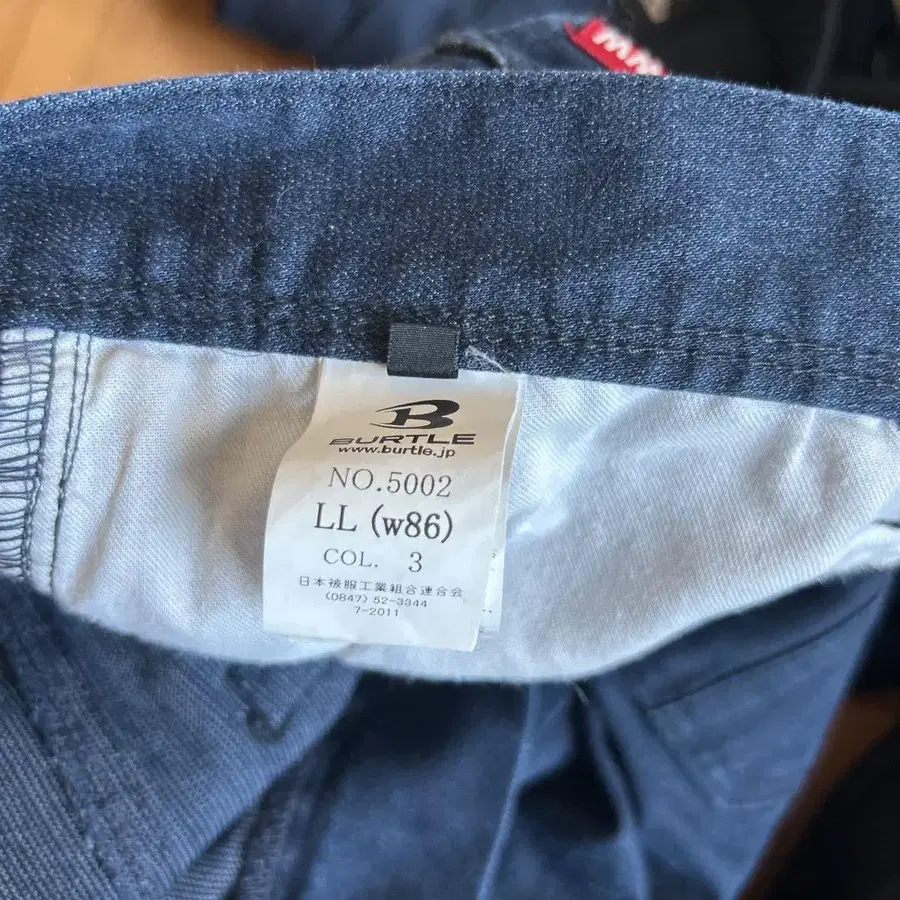 BURTLE
www.burtle.jp
NO.5002
LL (w86)
COL. 3
日本被服工業組合連合会
(0847) 52-3344
7-2011